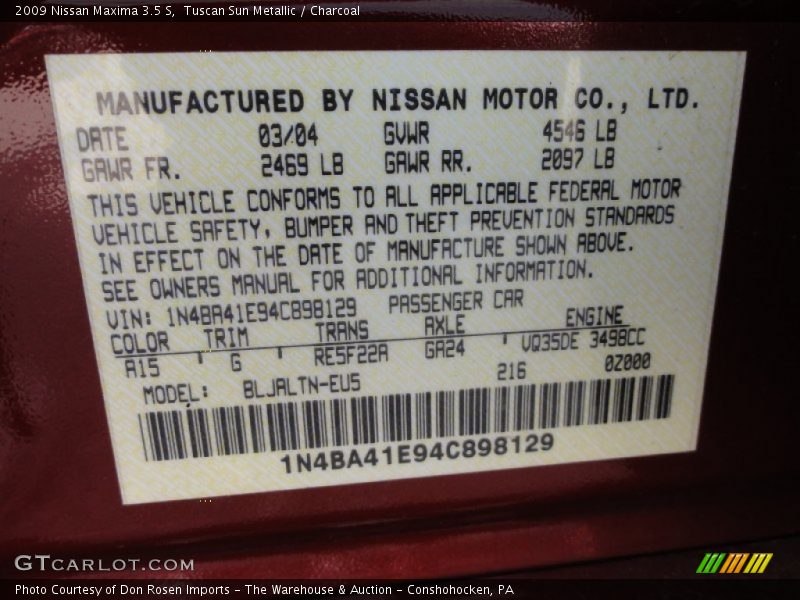 2009 Nissan Maxima 3.5 S,  Tuscan Sun Metallic / Charcoal
MANUFACTURED BY NISSAN MOTOR CO., LTD.
DATE 03/04 GVWR 4546 LB
GAWR FR. 2469 LB GAWR RR. 2097 LB
THIS VEHICLE CONFORMS TO ALL APPLICABLE FEDERAL MOTOR
VEHICLE SAFETY, BUMPER AND THEFT PREVENTION STANDARDS
IN EFFECT ON THE DATE OF MANUFACTURE SHOWN ABOVE.
SEE OWNERS MANUAL FOR ADDITIONAL INFORMATION.
VIN: 1N4BA41E94C898129 PASSENGER CAR
COLOR TRIM TRANS AXLE ENGINE
A15 ' G ' RE5F22A GA24 ' VQ35DE 3498CC
216 0Z000
MODEL: BLJALTN-EU5
1N4BA41E94C898129
GTCARLOT.COM
Photo Courtesy of Don Rosen Imports - The Warehouse & Auction - Conshohocken, PA